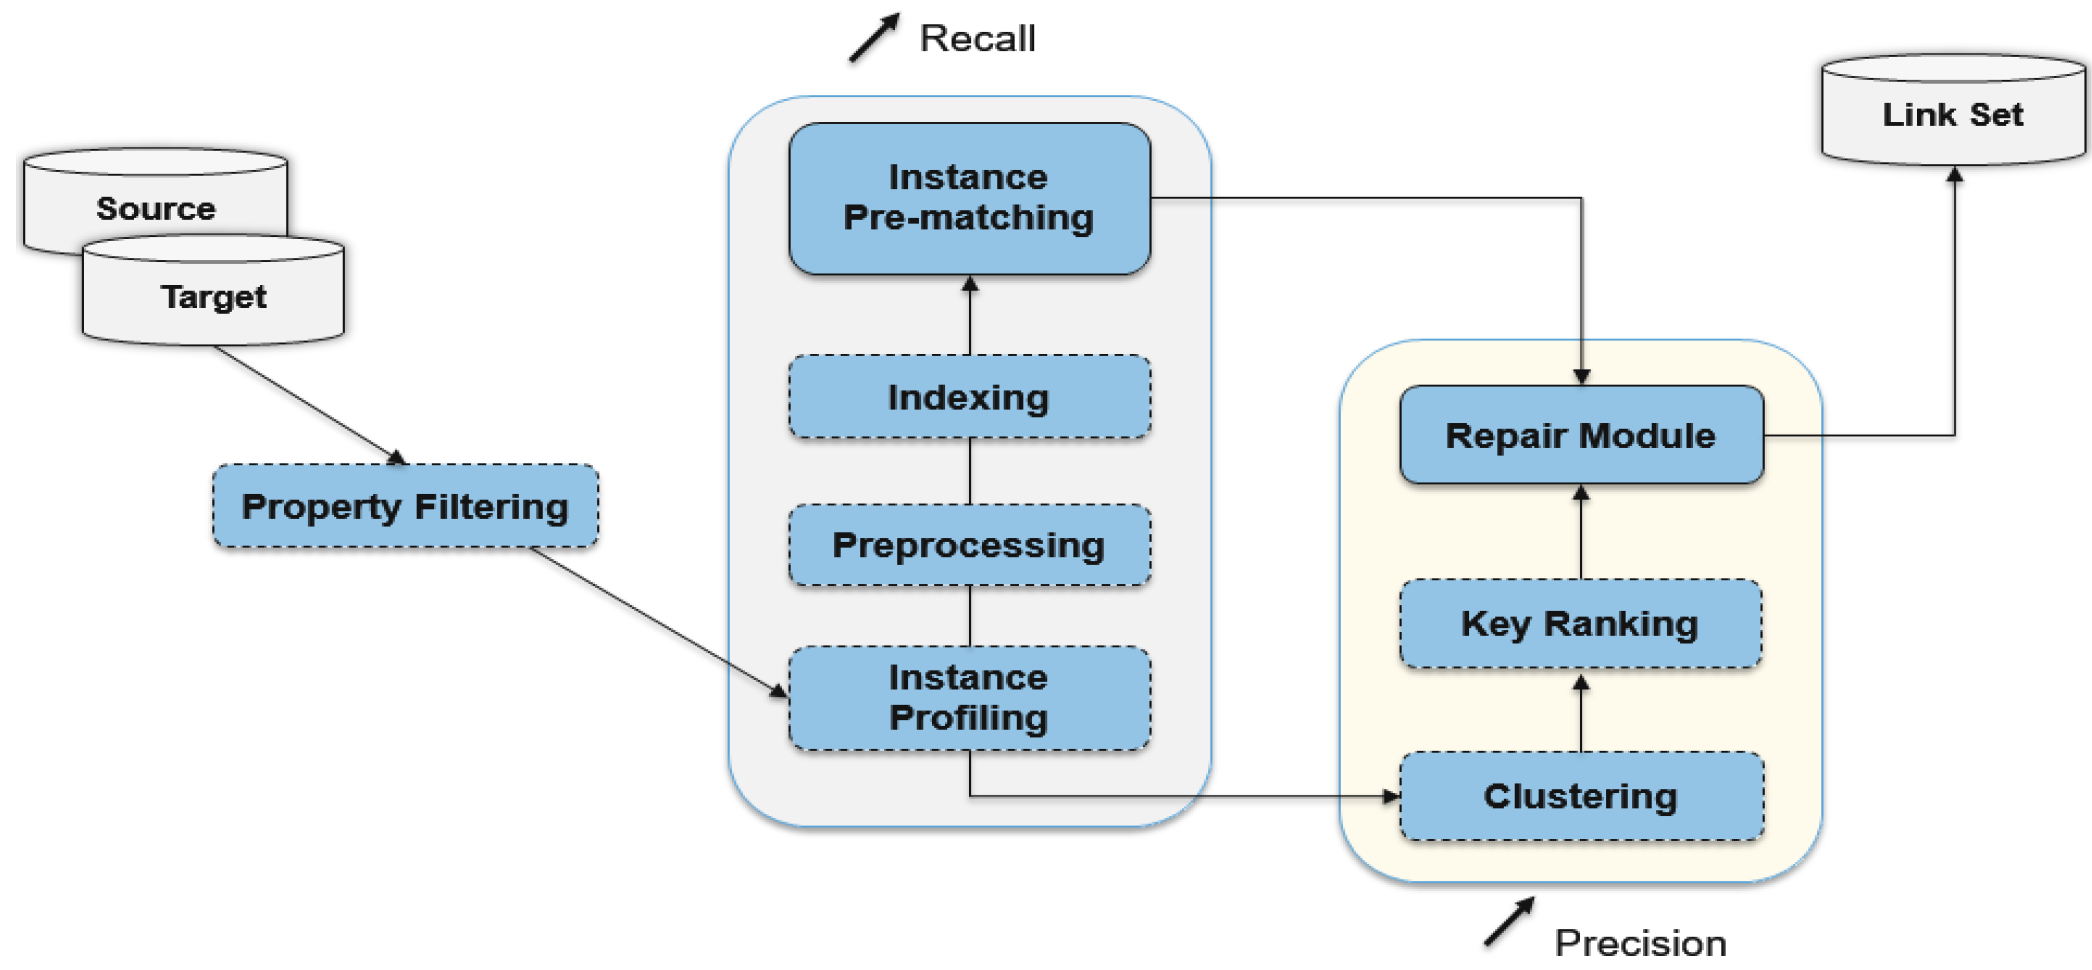 Recall
Link Set
Source
Target
Property Filtering
Instance
Pre-matching
Indexing
Preprocessing
Instance
Profiling
Repair Module
Key Ranking
Clustering
Precision